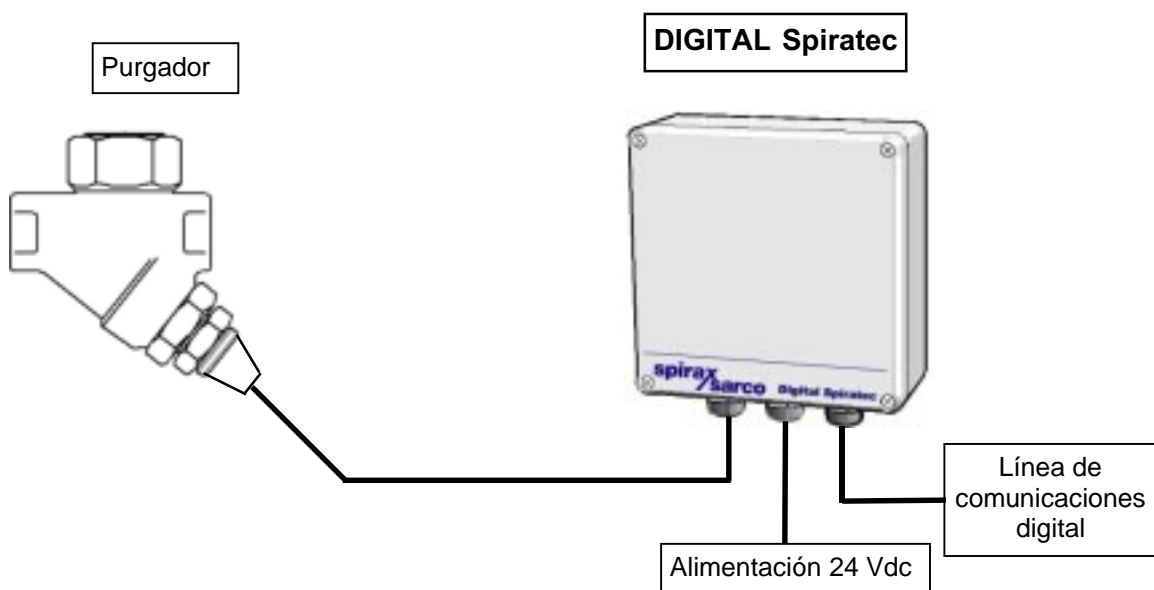 DIGITAL Spiratec
Purgador
spirax
/sarco Digital Spiratec
Línea de
comunicaciones
digital
Alimentación 24 Vdc